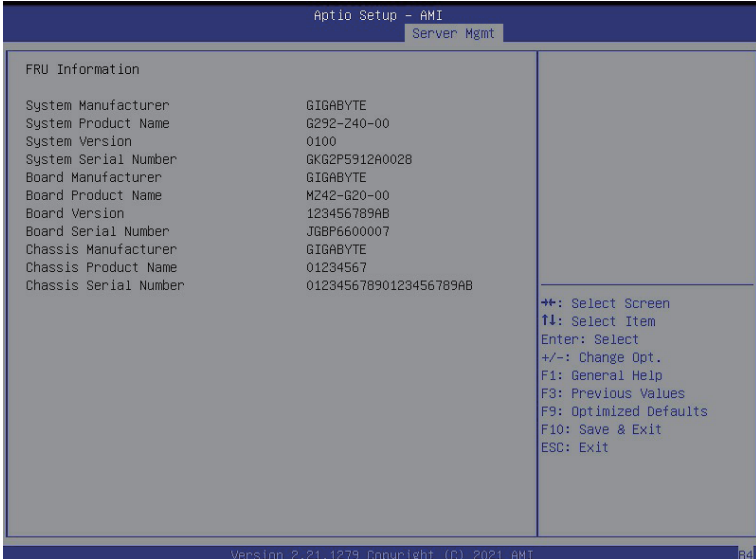 Aptio Setup – AMI
Server Mgmt
FRU Information
System Manufacturer GIGABYTE
System Product Name G292-Z40-00
System Version 0100
System Serial Number GKG2P5912A0028
Board Manufacturer GIGABYTE
Board Product Name MZ42-G20-00
Board Version 123456789AB
Board Serial Number JGBP6600007
Chassis Manufacturer GIGABYTE
Chassis Product Name 01234567
Chassis Serial Number 01234567890123456789AB
→←: Select Screen
↑↓: Select Item
Enter: Select
+/-: Change Opt.
F1: General Help
F3: Previous Values
F9: Optimized Defaults
F10: Save & Exit
ESC: Exit
Version 2.21.1279 Copyright (C) 2021 AMI
B4